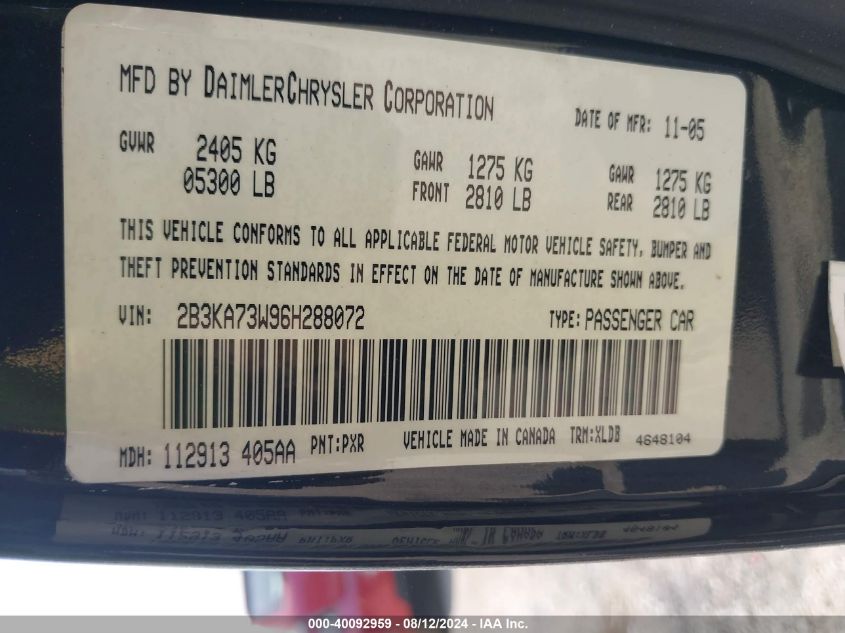 MFD BY DAIMLERCHRYSLER CORPORATION
DATE OF MFR: 11-05
GVWR 2405 KG
05300 LB
GAWR 1275 KG
FRONT 2810 LB
GAWR 1275 KG
REAR 2810 LB
THIS VEHICLE CONFORMS TO ALL APPLICABLE FEDERAL MOTOR VEHICLE SAFETY, BUMPER AND
THEFT PREVENTION STANDARDS IN EFFECT ON THE DATE OF MANUFACTURE SHOWN ABOVE.
VIN: 2B3KA73W96H288072 TYPE: PASSENGER CAR
MDH: 112913 405AA PNT:PXR VEHICLE MADE IN CANADA TRM:XLDB 4648104
000-40092959 - 08/12/2024 - IAA Inc.